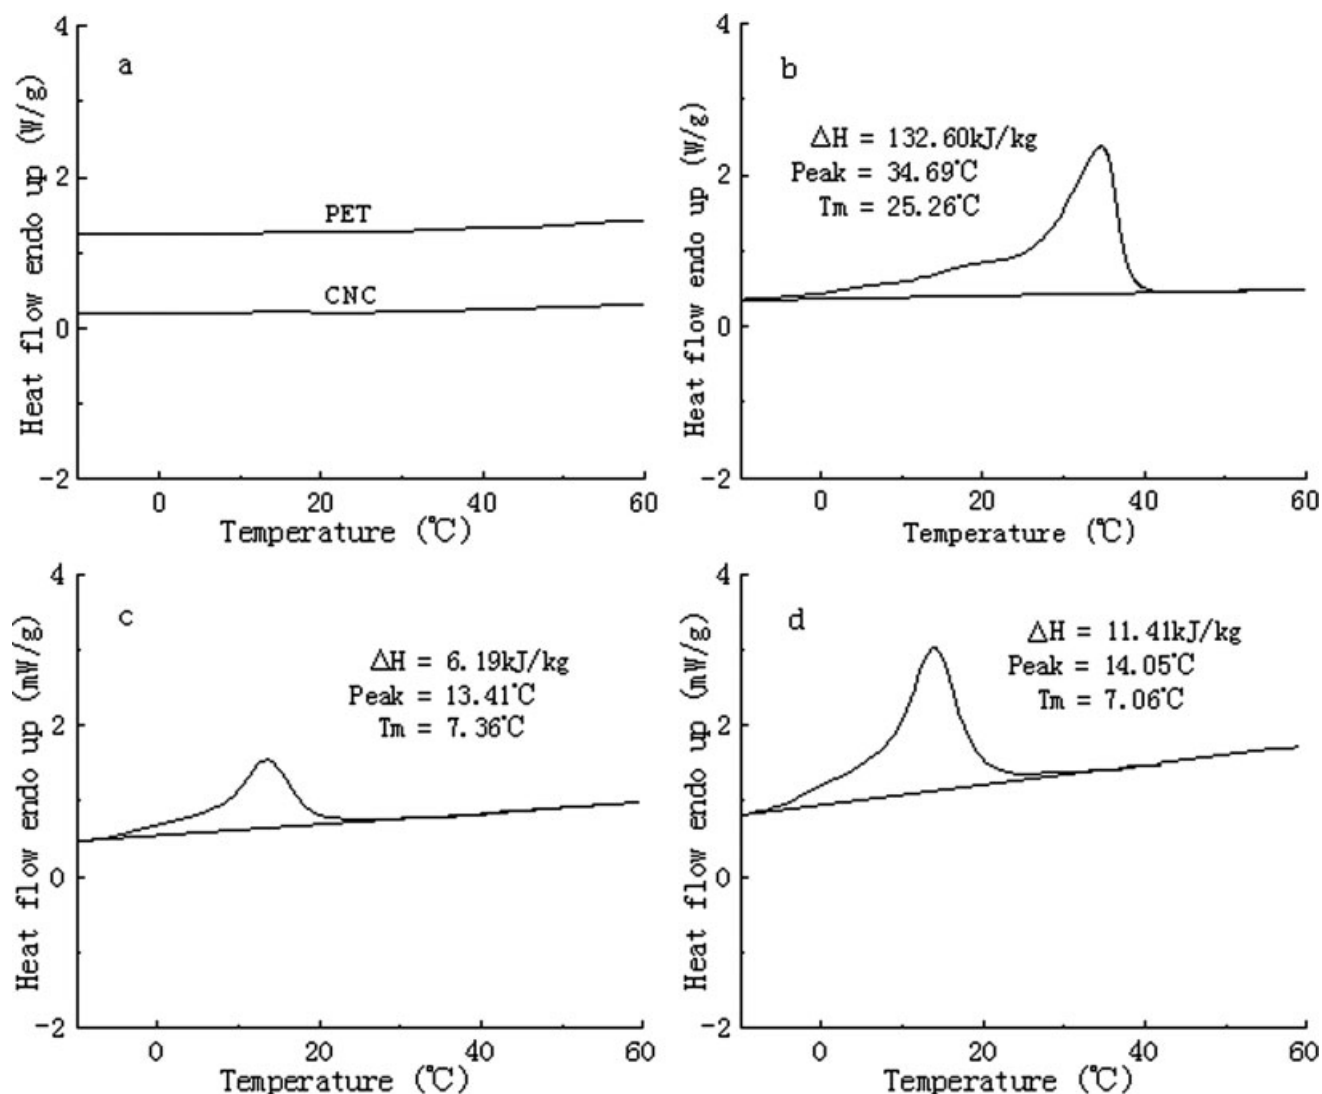 4
2
0
-2
Heat flow endo up (W/g)
a
PET
CNC
0
20
40
60
Temperature (℃)
4
2
0
-2
Heat flow endo up (W/g)
b
ΔH = 132.60kJ/kg
Peak = 34.69℃
Tm = 25.26℃
0
20
40
60
Temperature (℃)
4
2
0
-2
Heat flow endo up (mW/g)
c
ΔH = 6.19kJ/kg
Peak = 13.41℃
Tm = 7.36℃
0
20
40
60
Temperature (℃)
4
2
0
-2
Heat flow endo up (mW/g)
d
ΔH = 11.41kJ/kg
Peak = 14.05℃
Tm = 7.06℃
0
20
40
60
Temperature (℃)